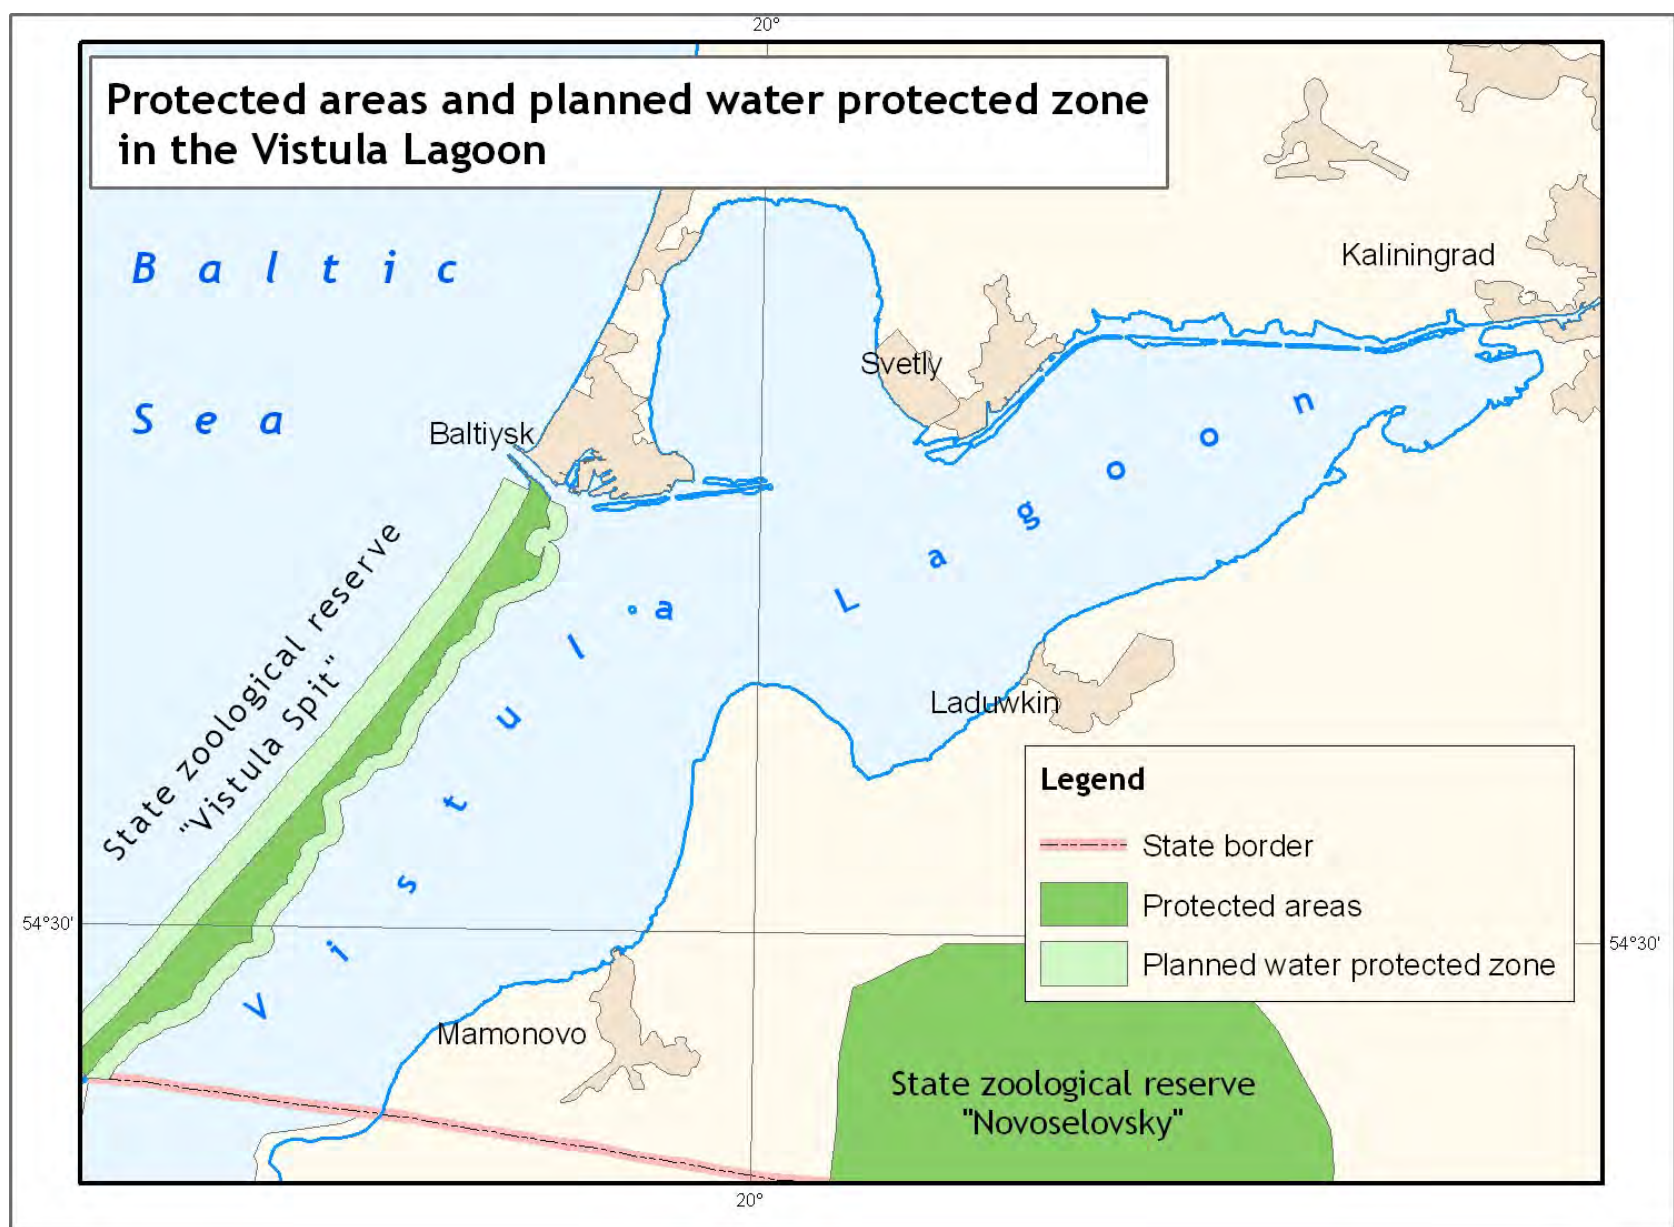 20°
Protected areas and planned water protected zone
in the Vistula Lagoon
Baltic
Sea
Kaliningrad
Svetly
Baltiysk
State zoological reserve
"Vistula Spit"
Vistula Lagoon
Laduwkin
Legend
State border
Protected areas
Planned water protected zone
54°30'
54°30'
Mamonovo
State zoological reserve
"Novoselovsky"
20°